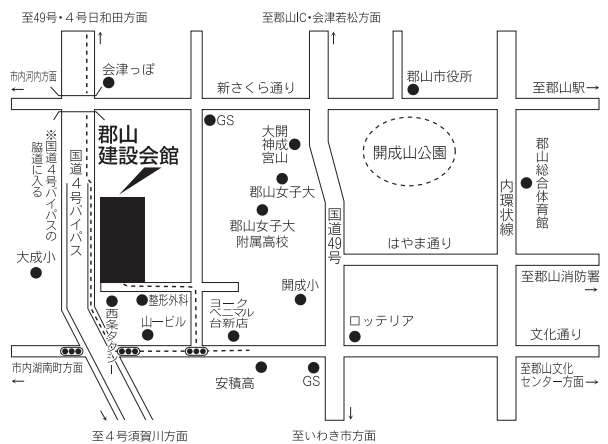 至49号・4号日和田方面
至郡山IC・会津若松方面
市内河内方面
会津っぽ
新さくら通り
郡山市役所
至郡山駅
GS
郡山
建設会館
大開
神成
宮山
開成山公園
郡山女子大
郡山女子大
附属高校
※国道4号バイパスの
脇道に入る
国道4号バイパス
国道49号
内環状線
郡山総合体育館
はやま通り
大成小
至郡山消防署
整形外科
西条タクシー
山一ビル
ヨーク
ベニマル
台新店
開成小
ロッテリア
文化通り
市内湖南町方面
安積高
GS
至郡山文化
センター方面
至4号須賀川方面
至いわき市方面